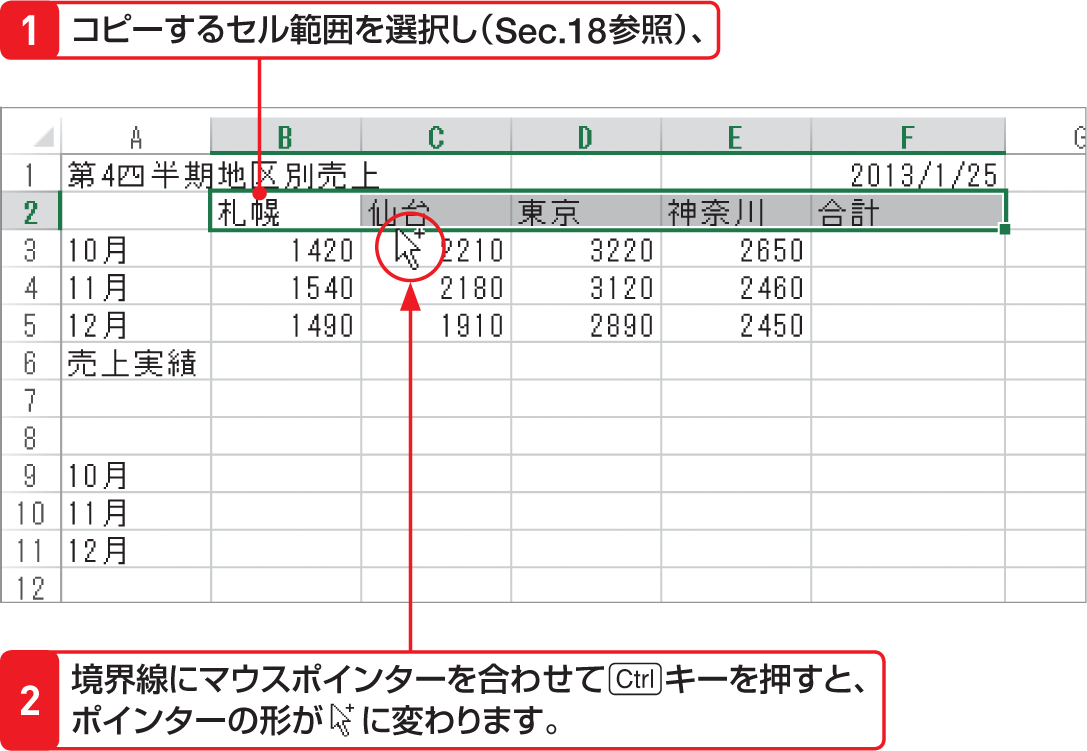 1 コピーするセル範囲を選択し（Sec.18参照）、
A B C D E F
1 第4四半期地区別売上 2013/1/25
2 札幌 仙台 東京 神奈川 合計
3 10月 1420 2210 3220 2650
4 11月 1540 2180 3120 2460
5 12月 1490 1910 2890 2450
6 売上実績
7
8
9 10月
10 11月
11 12月
12
2 境界線にマウスポインターを合わせてCtrlキーを押すと、
ポインターの形が に変わります。